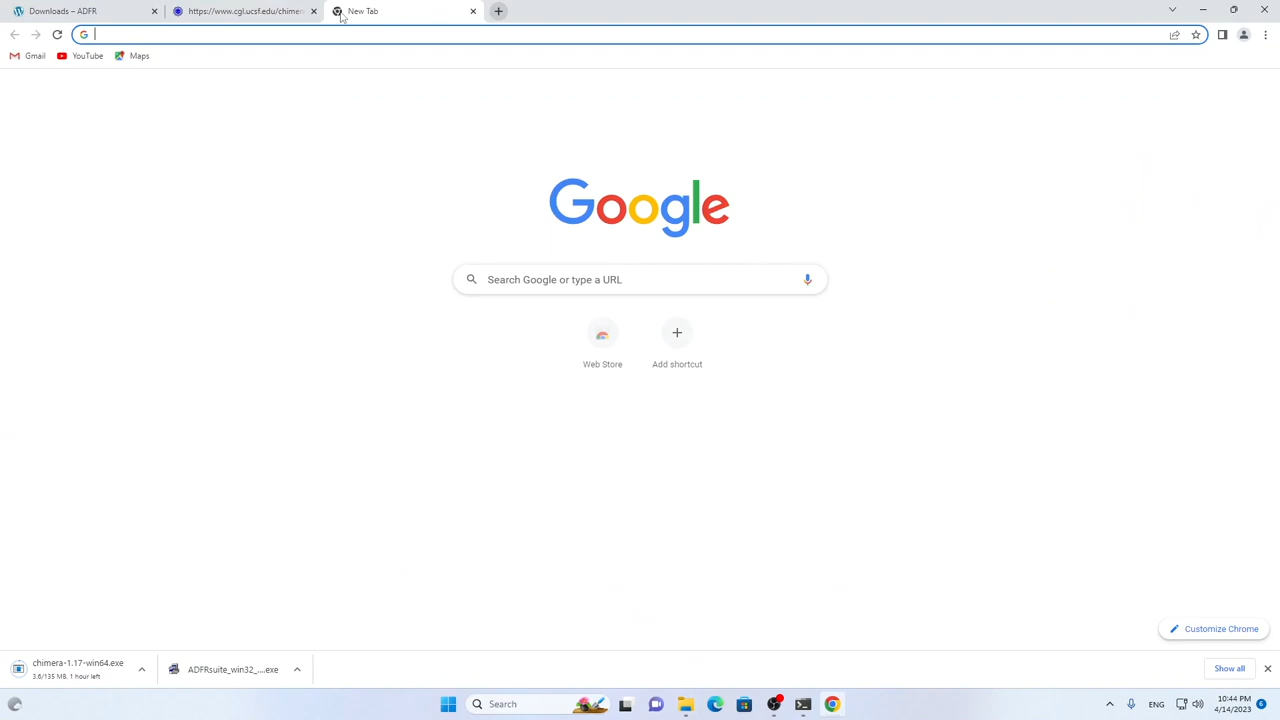 Downloads – ADFR
https://www.cgl.ucsf.edu/chimer
New Tab
Gmail
YouTube
Maps
Google
Search Google or type a URL
Web Store
Add shortcut
Customize Chrome
chimera-1.17-win64.exe
3.6/135 MB, 1 hour left
ADFRsuite_win32_....exe
Show all
Search
ENG
10:44 PM
4/14/2023
6